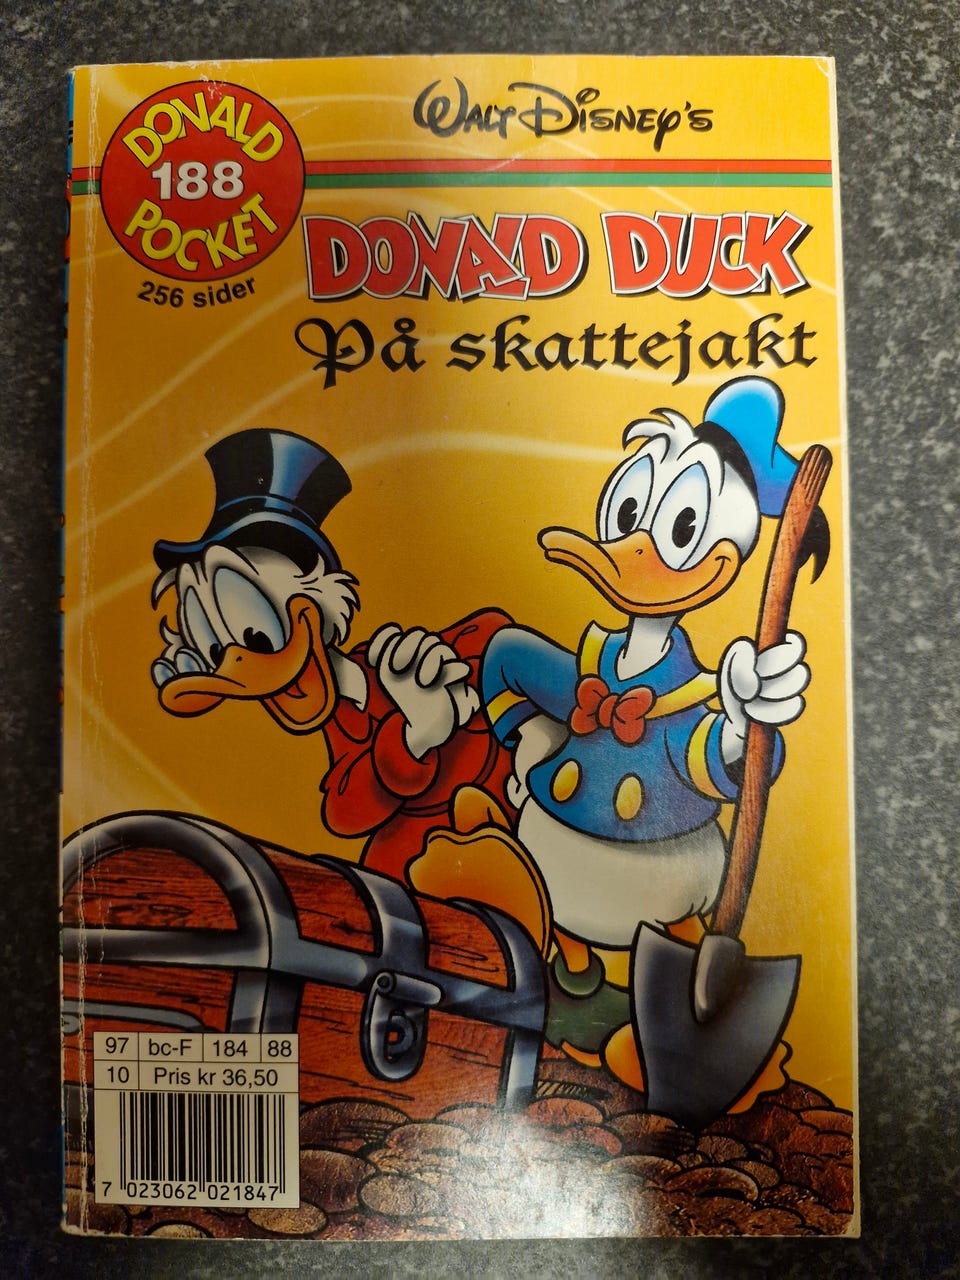 WALT DISNEY'S
DONALD
188
POCKET
256 sider
DONALD DUCK
På skattejakt
97 bc-F 184 88
10 Pris kr 36,50
7 023062 021847